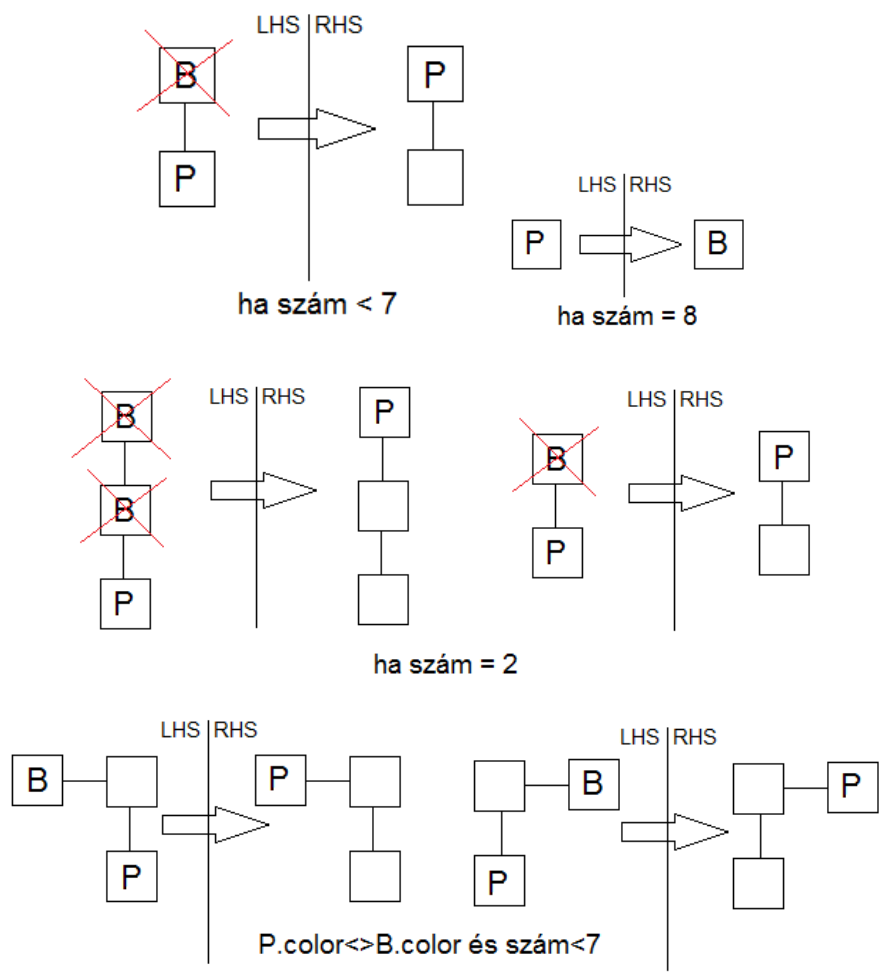 LHS RHS
B P
P
LHS RHS
P B
ha szám < 7
ha szám = 8
LHS RHS
B P
B
P
LHS RHS
B P
P
ha szám = 2
LHS RHS
B P
P
LHS RHS
B P
P
P.color<>B.color és szám<7